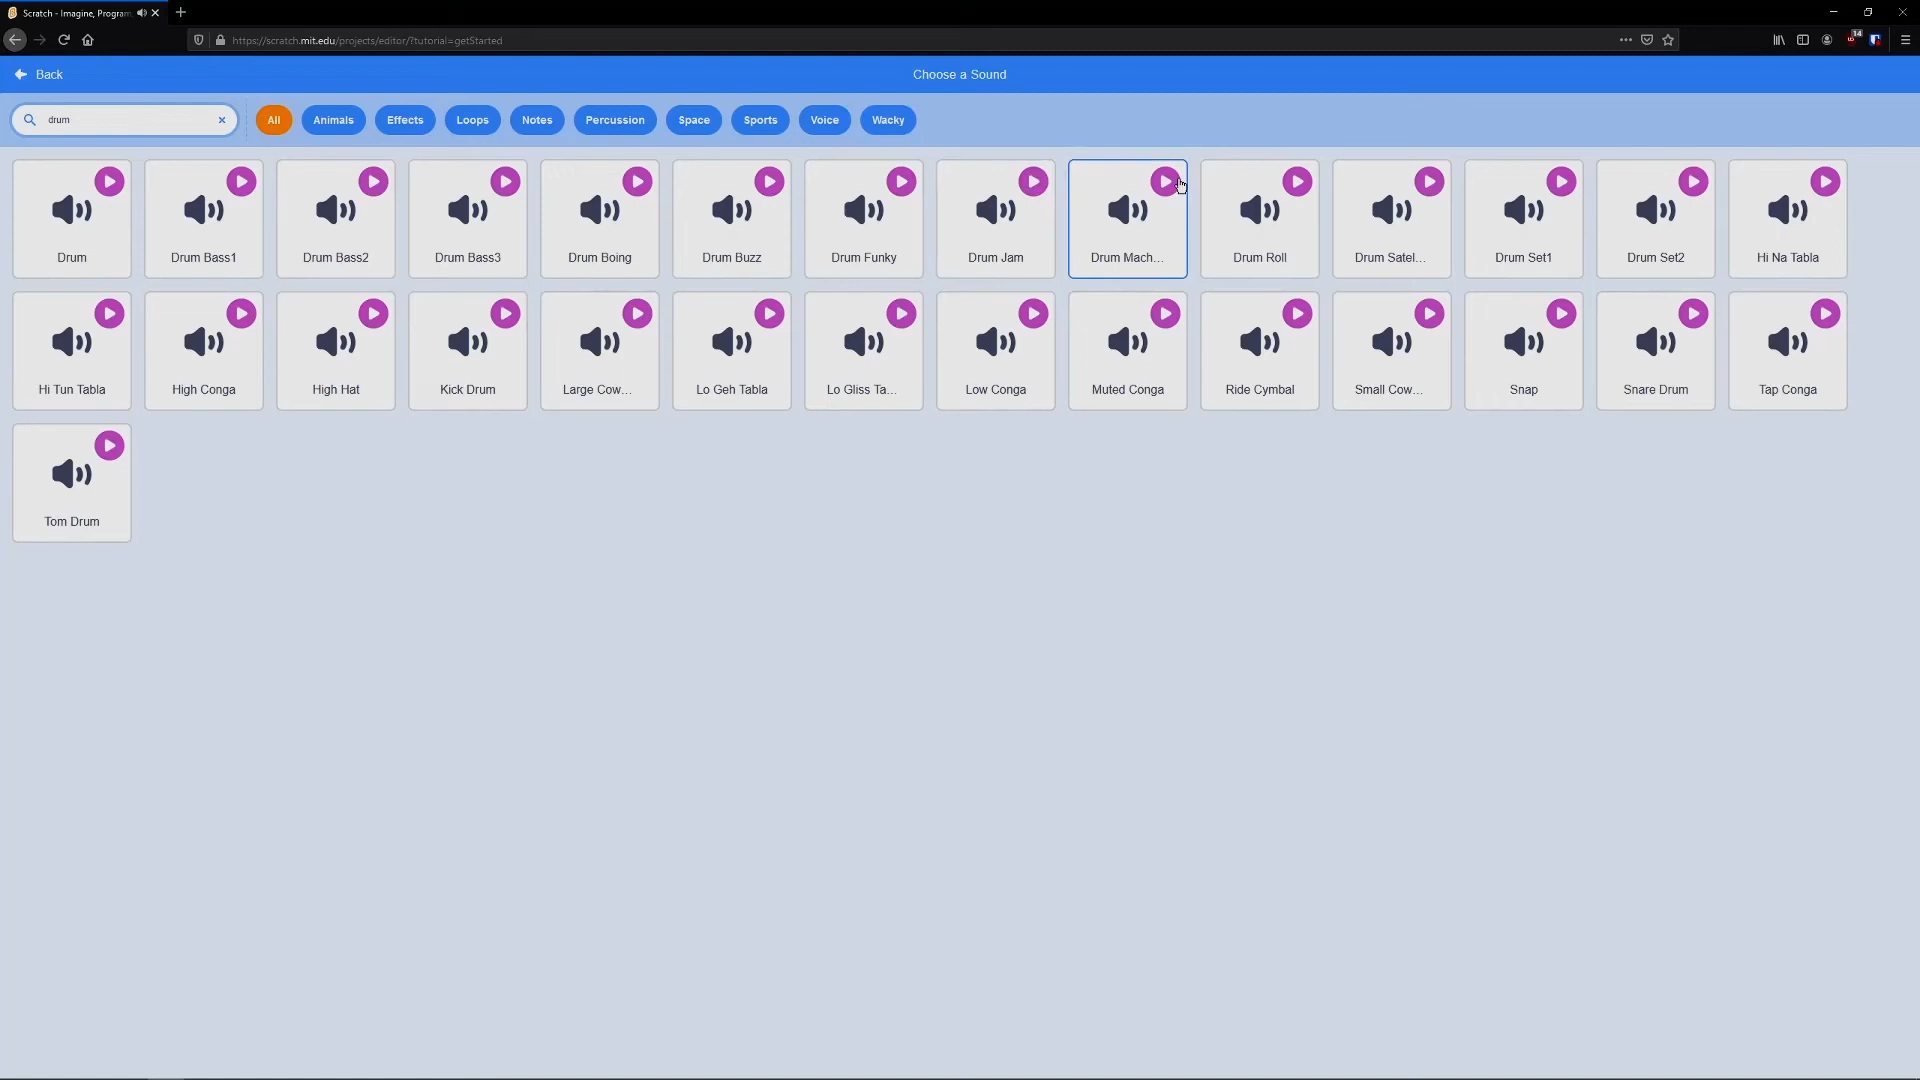 Scratch - Imagine, Program
https://scratch.mit.edu/projects/editor/?tutorial=getStarted
14
Back
Choose a Sound
drum
All
Animals
Effects
Loops
Notes
Percussion
Space
Sports
Voice
Wacky
Drum
Drum Bass1
Drum Bass2
Drum Bass3
Drum Boing
Drum Buzz
Drum Funky
Drum Jam
Drum Mach...
Drum Roll
Drum Satel...
Drum Set1
Drum Set2
Hi Na Tabla
Hi Tun Tabla
High Conga
High Hat
Kick Drum
Large Cow...
Lo Geh Tabla
Lo Gliss Ta...
Low Conga
Muted Conga
Ride Cymbal
Small Cow...
Snap
Snare Drum
Tap Conga
Tom Drum